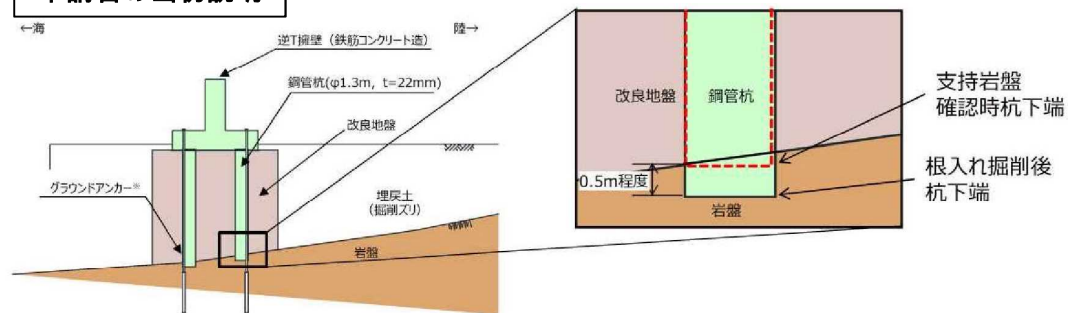 ←海
陸→
逆T擁壁（鉄筋コンクリート造）
鋼管杭(φ1.3m, t=22mm)
改良地盤
グラウンドアンカー※
埋戻土
（掘削ズリ）
岩盤
改良地盤
鋼管杭
0.5m程度
岩盤
支持岩盤
確認時杭下端
根入れ掘削後
杭下端